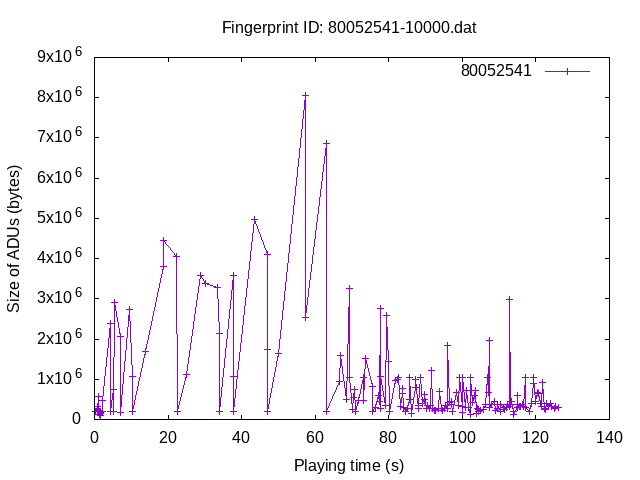 Fingerprint ID: 80052541-10000.dat
80052541
9x10^6
8x10^6
7x10^6
6x10^6
5x10^6
4x10^6
3x10^6
2x10^6
1x10^6
0
Size of ADUs (bytes)
0 20 40 60 80 100 120 140
Playing time (s)